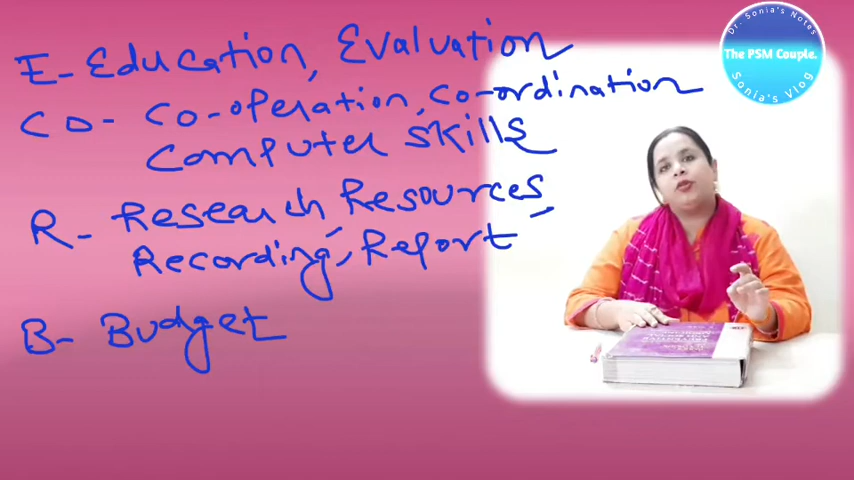 E- Education, Evaluation
CO- Co-operation, Co-ordination
Computer skills
R- Research, Resources,
Recording, Report
B- Budget
Dr. Sonia's Notes
The PSM Couple.
Sonia's Vlog